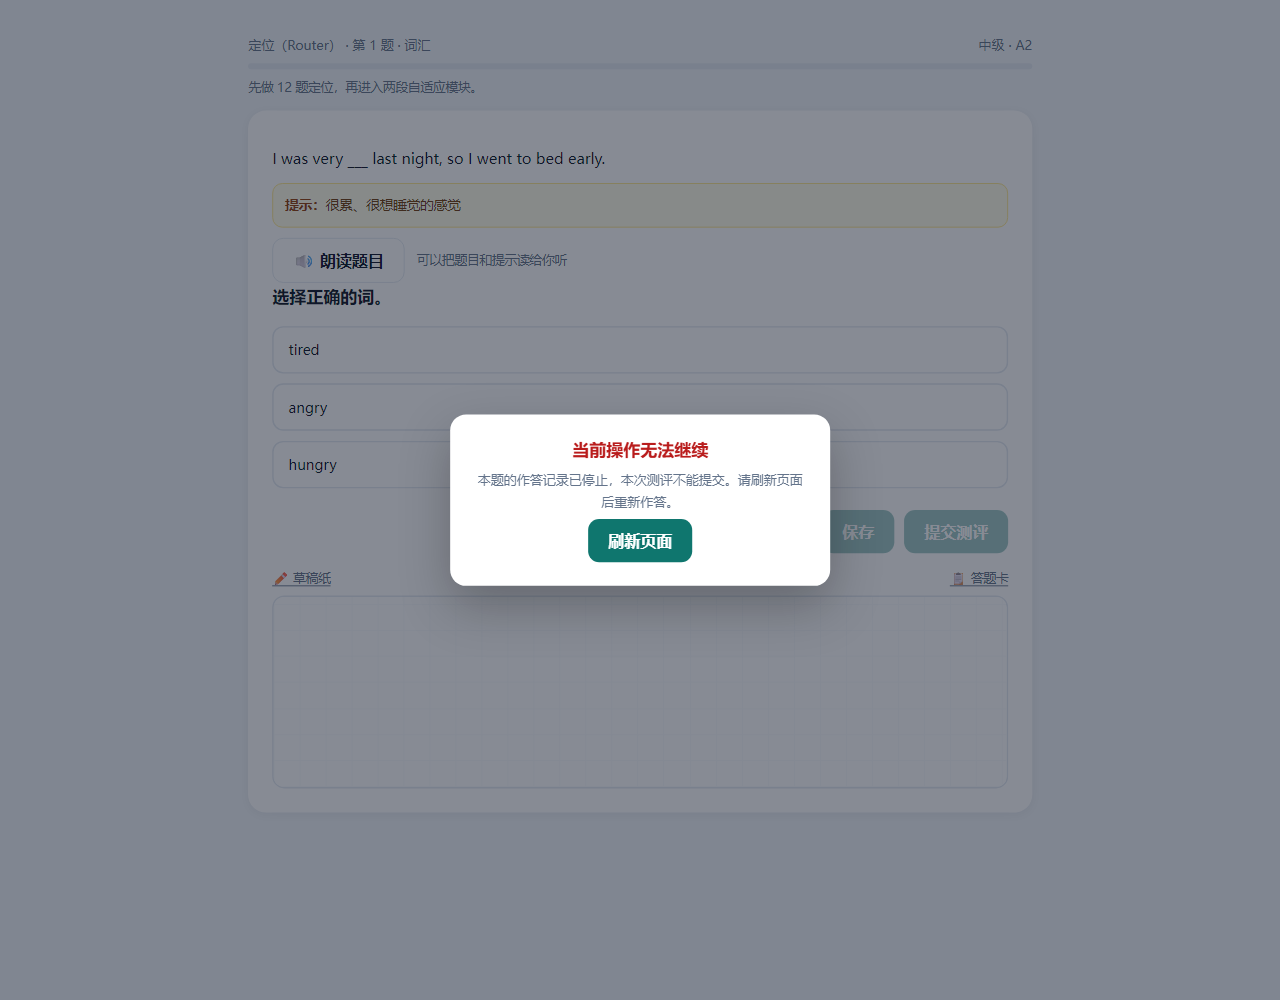 定位（Router） · 第 1 题 · 词汇
中级 · A2
先做 12 题定位，再进入两段自适应模块。
I was very ___ last night, so I went to bed early.
提示：很累、很想睡觉的感觉
朗读题目
可以把题目和提示读给你听
选择正确的词。
tired
angry
hungry
当前操作无法继续
本题的作答记录已停止，本次测评不能提交。请刷新页面
后重新作答。
刷新页面
保存
提交测评
草稿纸
答题卡